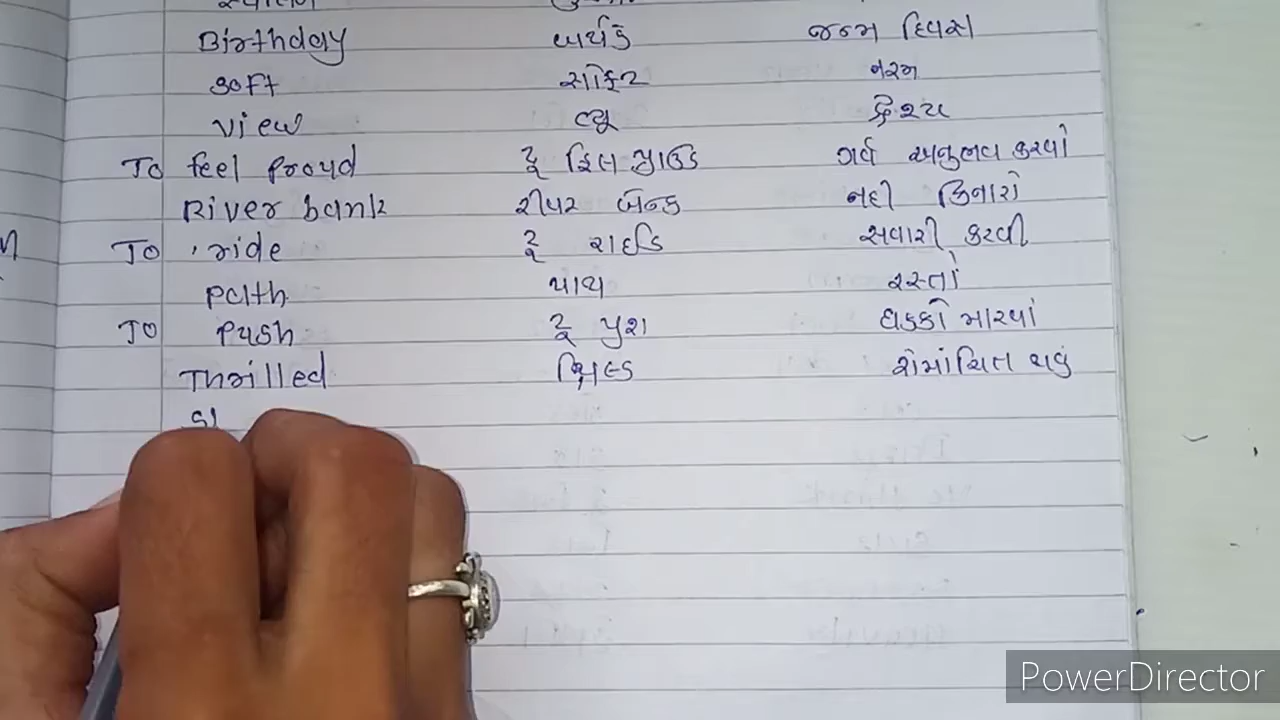 Birthday બર્થડે જન્મ દિવસ
soft સોફ્ટ નરમ
view વ્યૂ દ્રશ્ય
To feel proud ટૂ ફિલ પ્રાઉડ ગર્વ અનુભવ કરવો
River bank રીવર બેન્ક નદી કિનારો
To ride ટૂ રાઈડ સવારી કરવી
path પાથ રસ્તો
To push ટૂ પુશ ધક્કો મારવાં
Thrilled થ્રિલ્ડ રોમાંચિત થવું
PowerDirector